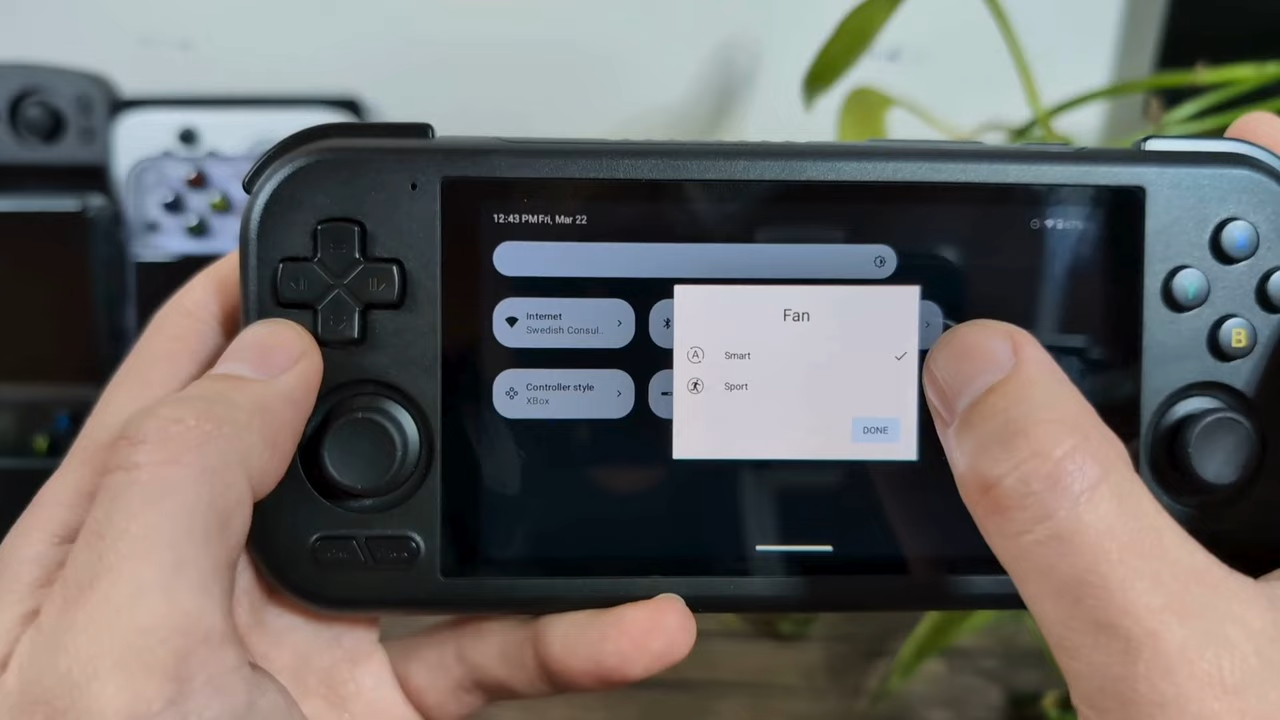 12:43 PM Fri, Mar 22
Fan
Internet
Swedish Consul..
A Smart
Sport
Controller style
XBox
DONE
B